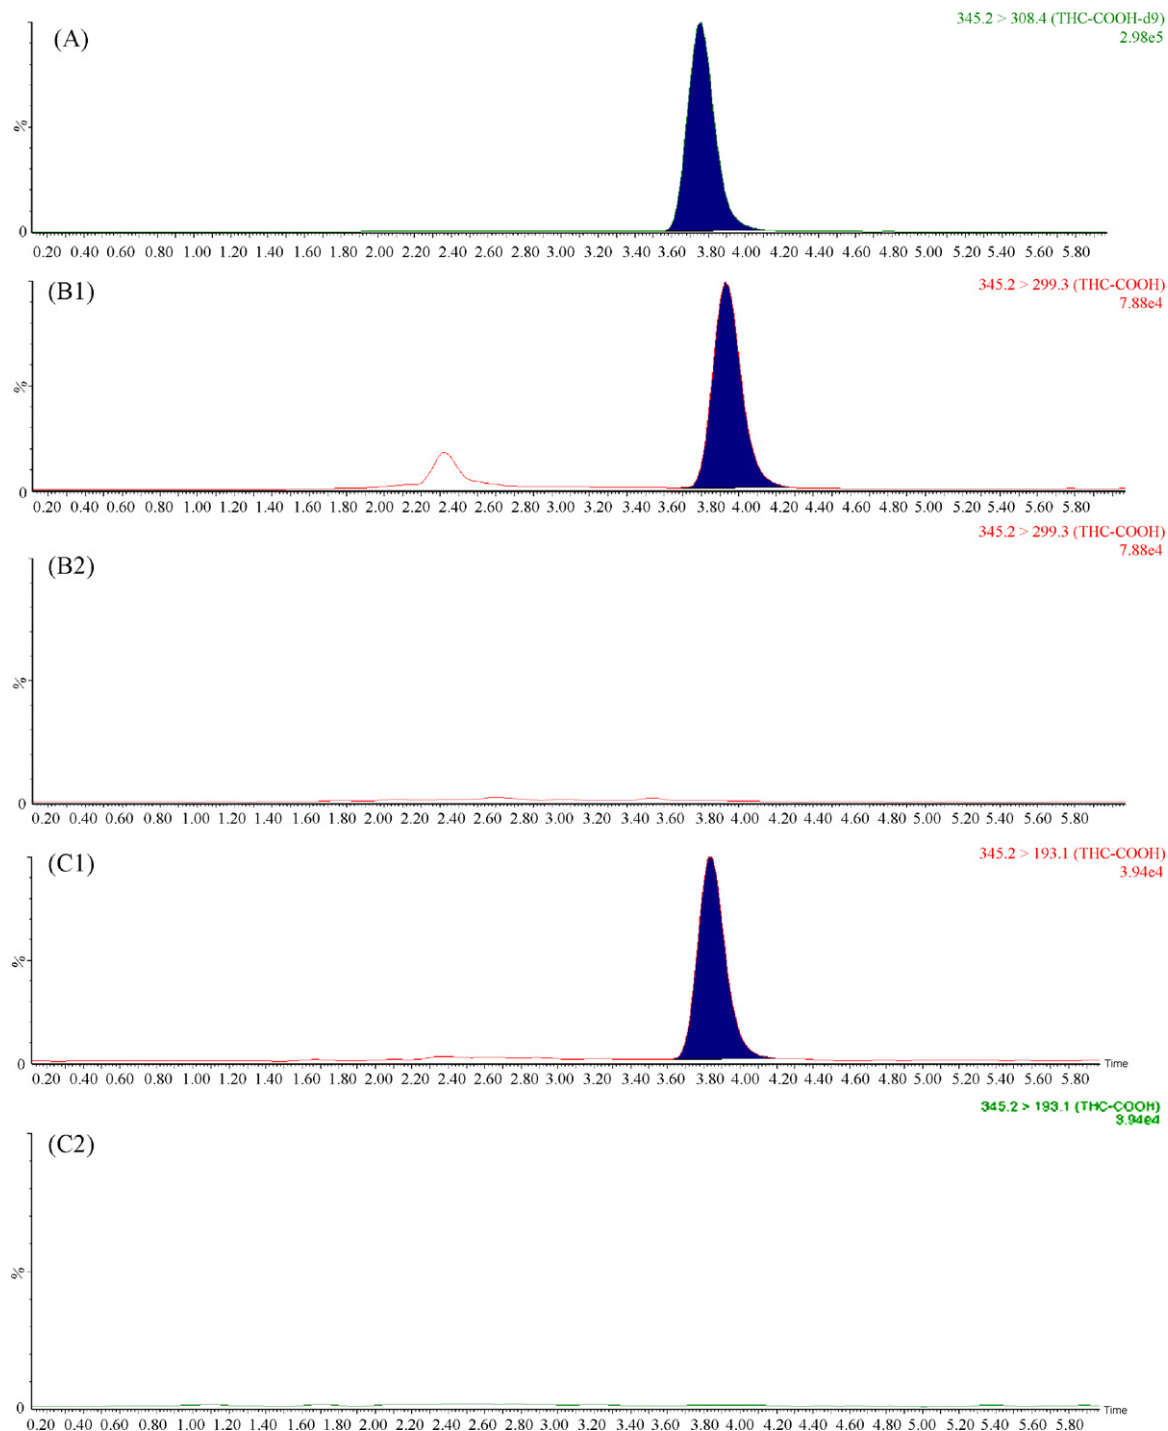 (A)
345.2 > 308.4 (THC-COOH-d9)
2.98e5
%
0
0.20 0.40 0.60 0.80 1.00 1.20 1.40 1.60 1.80 2.00 2.20 2.40 2.60 2.80 3.00 3.20 3.40 3.60 3.80 4.00 4.20 4.40 4.60 4.80 5.00 5.20 5.40 5.60 5.80
(B1)
345.2 > 299.3 (THC-COOH)
7.88e4
%
0
0.20 0.40 0.60 0.80 1.00 1.20 1.40 1.60 1.80 2.00 2.20 2.40 2.60 2.80 3.00 3.20 3.40 3.60 3.80 4.00 4.20 4.40 4.60 4.80 5.00 5.20 5.40 5.60 5.80
345.2 > 299.3 (THC-COOH)
7.88e4
(B2)
%
0
0.20 0.40 0.60 0.80 1.00 1.20 1.40 1.60 1.80 2.00 2.20 2.40 2.60 2.80 3.00 3.20 3.40 3.60 3.80 4.00 4.20 4.40 4.60 4.80 5.00 5.20 5.40 5.60 5.80
(C1)
345.2 > 193.1 (THC-COOH)
3.94e4
%
0
Time
0.20 0.40 0.60 0.80 1.00 1.20 1.40 1.60 1.80 2.00 2.20 2.40 2.60 2.80 3.00 3.20 3.40 3.60 3.80 4.00 4.20 4.40 4.60 4.80 5.00 5.20 5.40 5.60 5.80
345.2 > 193.1 (THC-COOH)
3.94e4
(C2)
%
0
Time
0.20 0.40 0.60 0.80 1.00 1.20 1.40 1.60 1.80 2.00 2.20 2.40 2.60 2.80 3.00 3.20 3.40 3.60 3.80 4.00 4.20 4.40 4.60 4.80 5.00 5.20 5.40 5.60 5.80